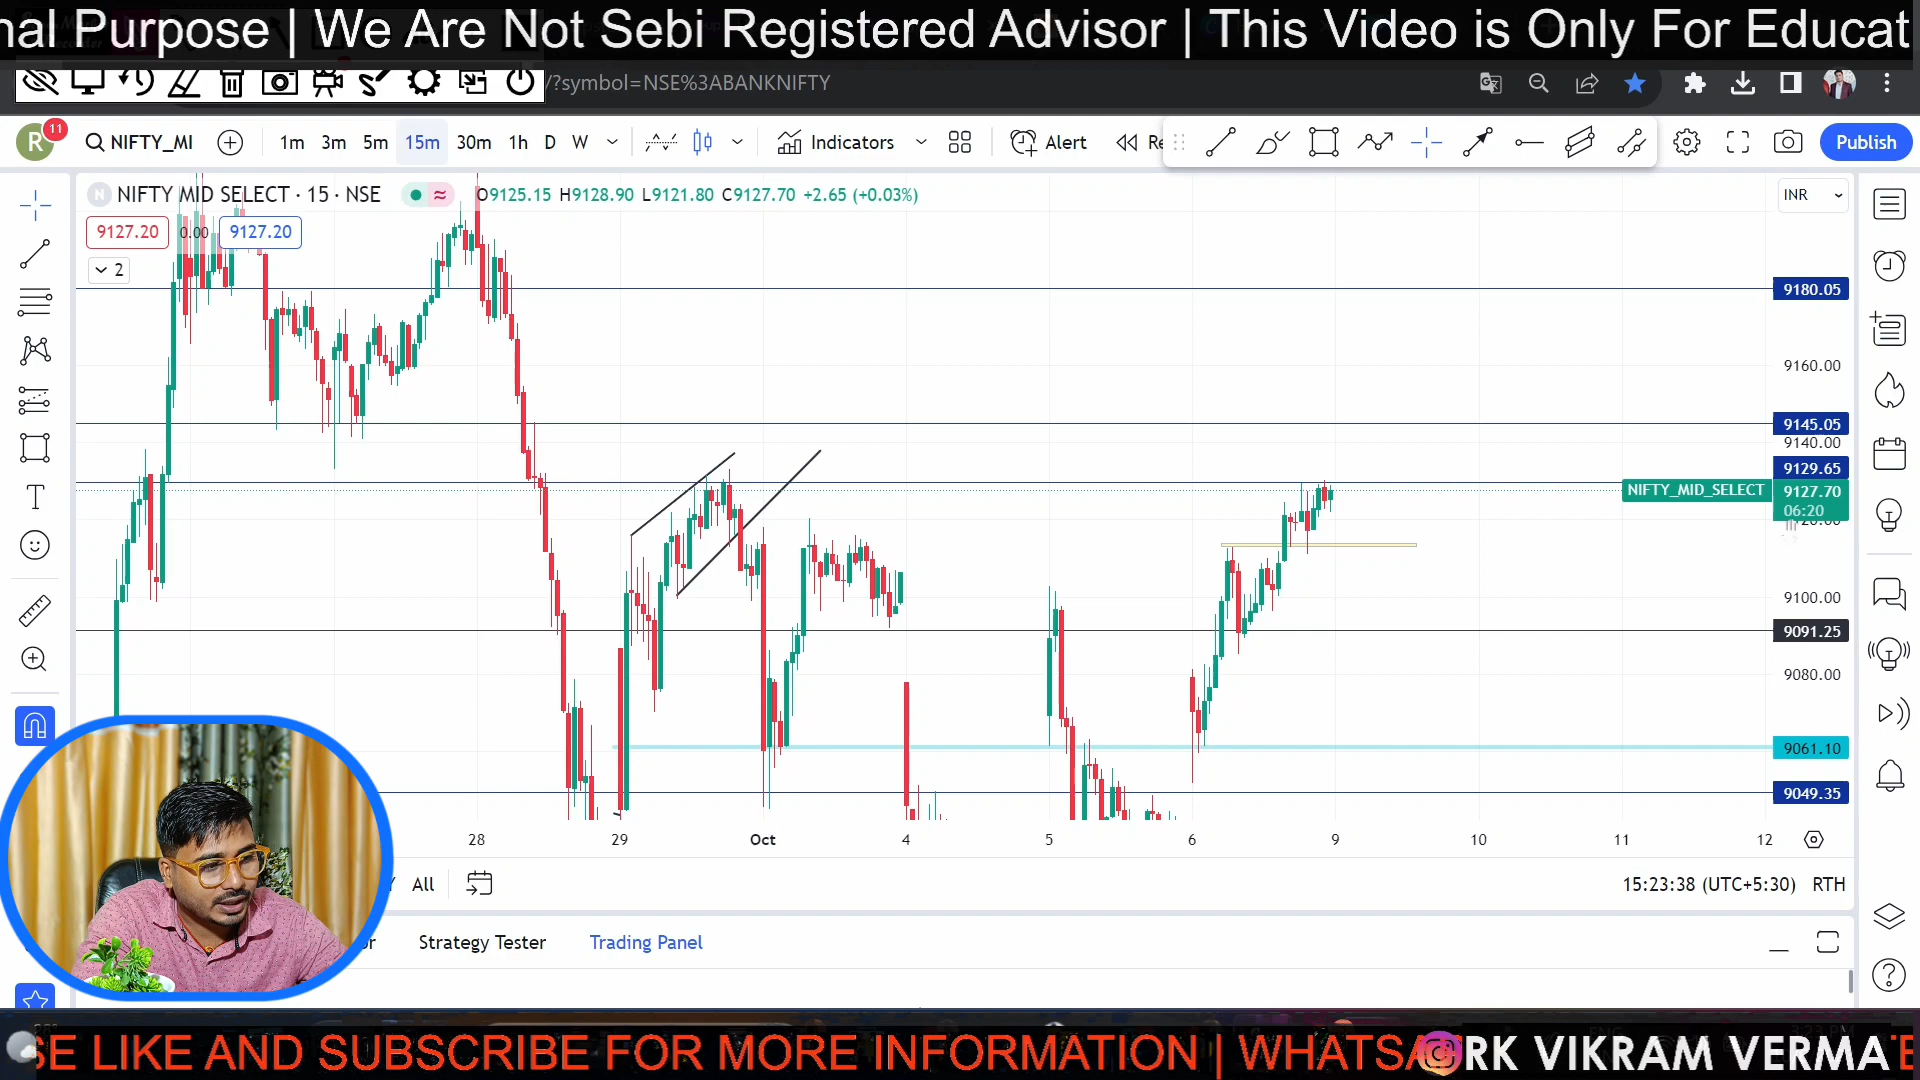 nal Purpose | We Are Not Sebi Registered Advisor | This Video is Only For Educat
/?symbol=NSE%3ABANKNIFTY
R 11 NIFTY_MI 1m 3m 5m 15m 30m 1h D W Indicators Alert Re Publish
N NIFTY MID SELECT · 15 · NSE O9125.15 H9128.90 L9121.80 C9127.70 +2.65 (+0.03%) INR
9127.20 0.00 9127.20
2
9180.05
9160.00
9145.05
9140.00
9129.65
NIFTY_MID_SELECT 9127.70
06:20
9100.00
9091.25
9080.00
9061.10
9049.35
28 29 Oct 4 5 6 9 10 11 12
All 15:23:38 (UTC+5:30) RTH
Strategy Tester Trading Panel
SE LIKE AND SUBSCRIBE FOR MORE INFORMATION | WHATSA RK VIKRAM VERMA